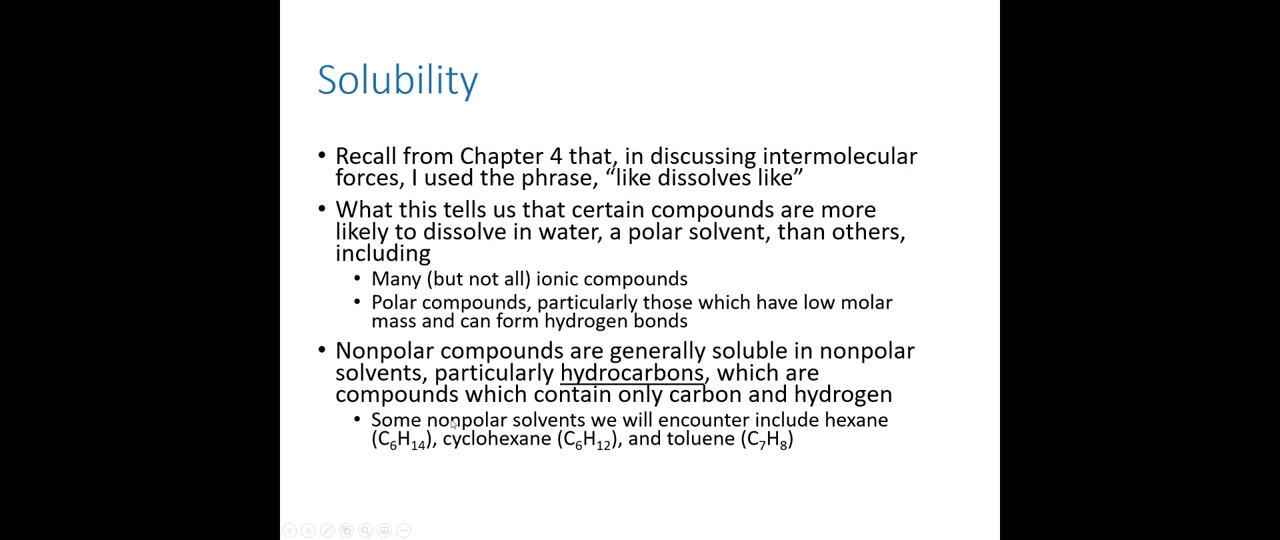 Solubility
• Recall from Chapter 4 that, in discussing intermolecular
forces, I used the phrase, “like dissolves like”
• What this tells us that certain compounds are more
likely to dissolve in water, a polar solvent, than others,
including
• Many (but not all) ionic compounds
• Polar compounds, particularly those which have low molar
mass and can form hydrogen bonds
• Nonpolar compounds are generally soluble in nonpolar
solvents, particularly hydrocarbons, which are
compounds which contain only carbon and hydrogen
• Some nonpolar solvents we will encounter include hexane
(C₆H₁₄), cyclohexane (C₆H₁₂), and toluene (C₇H₈)